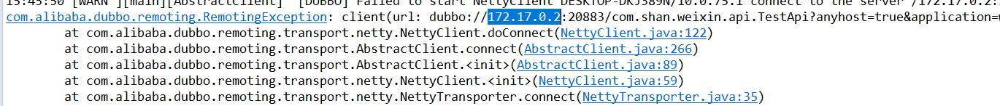 15:45:50 [WARN ][main][AbstractClient] [DUBBO] Failed to start NettyClient DESKTOP-DKJ389N/10.0.75.1 connect to the server /172.17.0.2:
com.alibaba.dubbo.remoting.RemotingException: client(url: dubbo://172.17.0.2:20883/com.shan.weixin.api.TestApi?anyhost=true&application=
at com.alibaba.dubbo.remoting.transport.netty.NettyClient.doConnect(NettyClient.java:122)
at com.alibaba.dubbo.remoting.transport.AbstractClient.connect(AbstractClient.java:266)
at com.alibaba.dubbo.remoting.transport.AbstractClient.<init>(AbstractClient.java:89)
at com.alibaba.dubbo.remoting.transport.netty.NettyClient.<init>(NettyClient.java:59)
at com.alibaba.dubbo.remoting.transport.netty.NettyTransporter.connect(NettyTransporter.java:35)